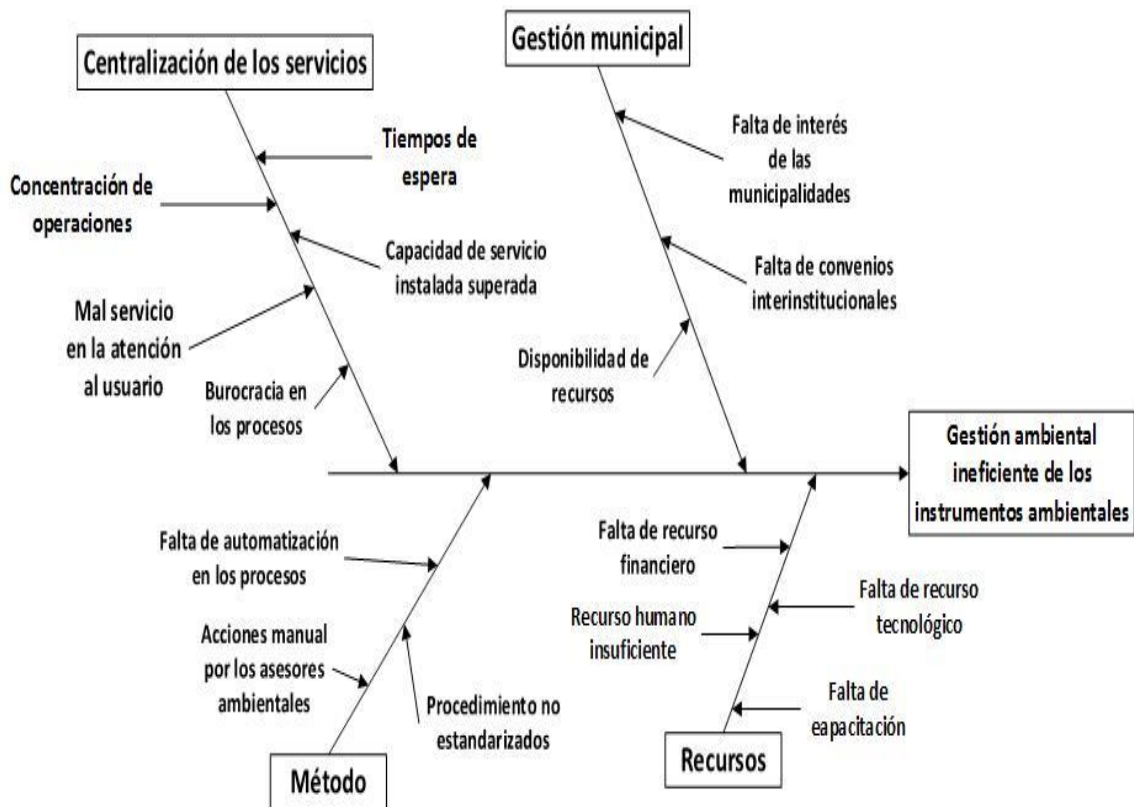 Centralización de los servicios
Gestión municipal
Tiempos de
espera
Concentración de
operaciones
Capacidad de servicio
instalada superada
Mal servicio
en la atención
al usuario
Burocracia en
los procesos
Falta de interés
de las
municipalidades
Falta de convenios
interinstitucionales
Disponibilidad de
recursos
Gestión ambiental
ineficiente de los
instrumentos ambientales
Falta de automatización
en los procesos
Acciones manual
por los asesores
ambientales
Procedimiento no
estandarizados
Método
Falta de recurso
financiero
Falta de recurso
tecnológico
Recurso humano
insuficiente
Falta de
eapacitación
Recursos